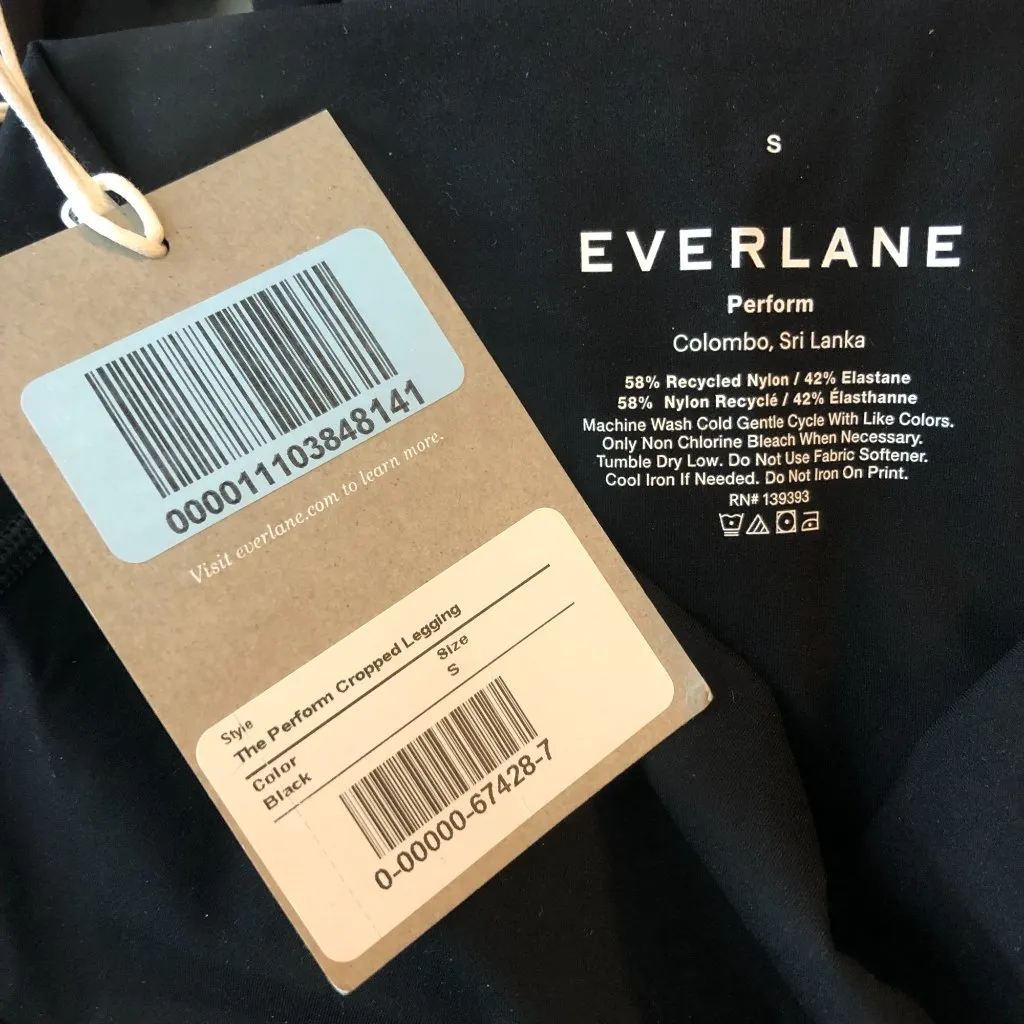 00001110384814​1
Visit everlane.com to learn more.
Style
The Perform Cropped Legging
Color
Black
Size
S
0-00000-67428-7
S
EVERLANE
Perform
Colombo, Sri Lanka
58% Recycled Nylon / 42% Elastane
58% Nylon Recyclé / 42% Élasthanne
Machine Wash Cold Gentle Cycle With Like Colors.
Only Non Chlorine Bleach When Necessary.
Tumble Dry Low. Do Not Use Fabric Softener.
Cool Iron If Needed. Do Not Iron On Print.
RN# 139393